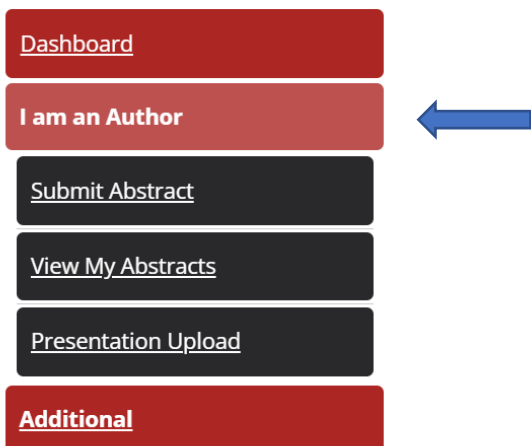 Dashboard
I am an Author
Submit Abstract
View My Abstracts
Presentation Upload
Additional